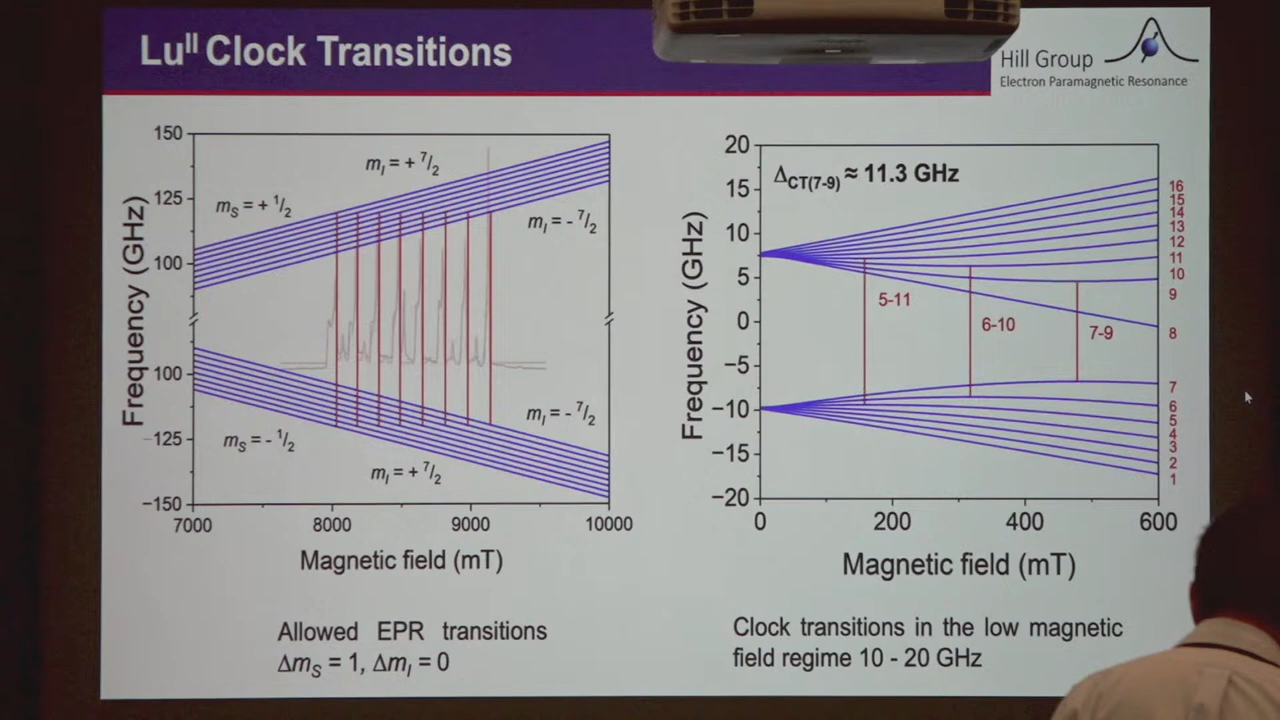 Lu^II Clock Transitions
Hill Group
Electron Paramagnetic Resonance
150
125
100
100
−125
−150
7000
8000
9000
10000
Frequency (GHz)
Magnetic field (mT)
m_I = + 7/2
m_S = + 1/2
m_I = - 7/2
m_I = - 7/2
m_S = - 1/2
m_I = + 7/2
Allowed EPR transitions
Δm_S = 1, Δm_I = 0
20
15
10
5
0
−5
−10
−15
−20
0
200
400
600
Frequency (GHz)
Magnetic field (mT)
Δ_CT(7-9) ≈ 11.3 GHz
5-11
6-10
7-9
16
15
14
13
12
11
10
9
8
7
6
5
4
3
2
1
Clock transitions in the low magnetic
field regime 10 - 20 GHz